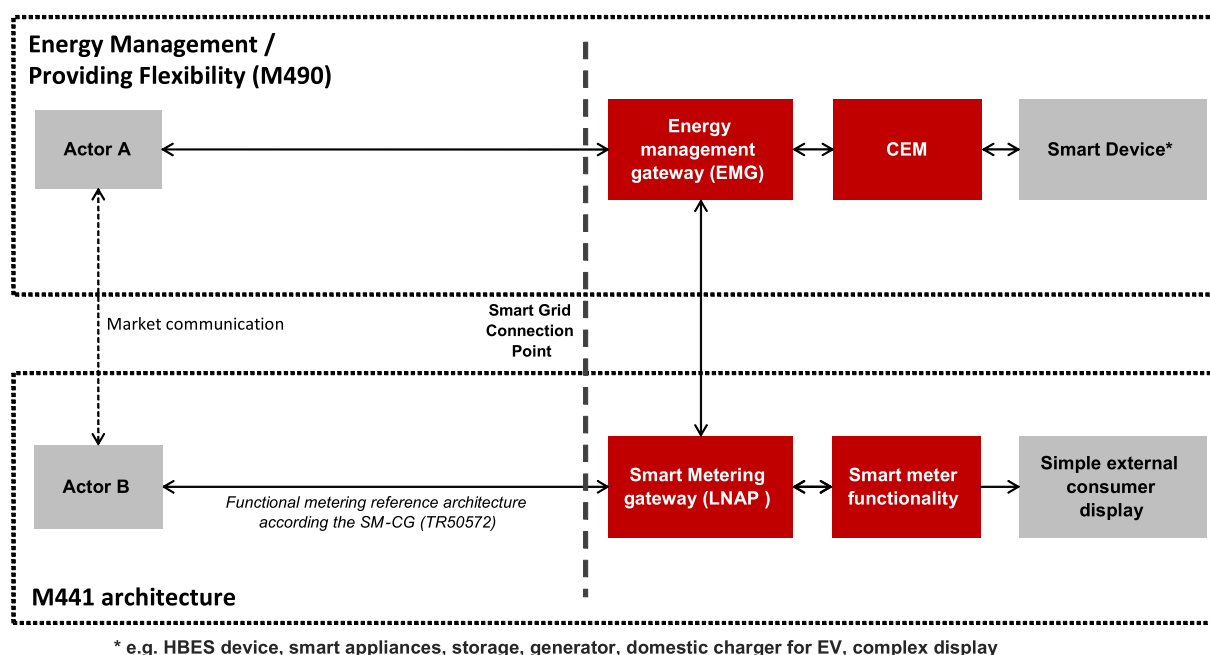 Energy Management /
Providing Flexibility (M490)
Actor A
Energy
management
gateway (EMG)
CEM
Smart Device*
Market communication
Smart Grid
Connection
Point
Actor B
Functional metering reference architecture
according the SM-CG (TR50572)
Smart Metering
gateway (LNAP )
Smart meter
functionality
Simple external
consumer
display
M441 architecture
* e.g. HBES device, smart appliances, storage, generator, domestic charger for EV, complex display